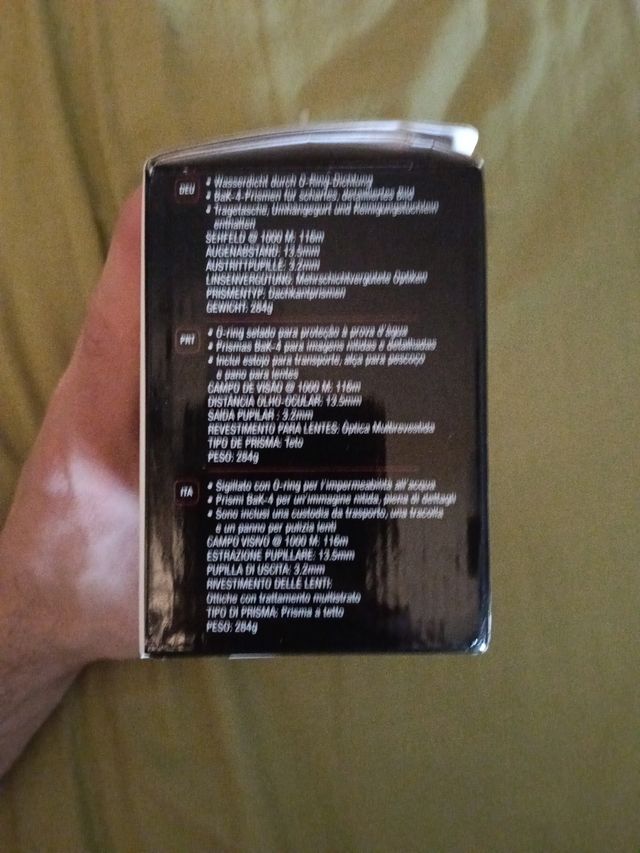 DEU
• Wasserdicht durch O-Ring-Dichtung
• BaK-4-Prismen für scharfes, detailliertes Bild
• Tragetasche, Umhängegurt und Reinigungstüchlein
enthalten
SEHFELD @ 1000 M: 116m
AUGENABSTAND: 13.5mm
AUSTRITTPUPILLE: 3.2mm
LINSENVERGÜTUNG: Mehrschichtvergütete Optiken
PRISMENTYP: Dachkantprismen
GEWICHT: 284g
PRT
• O-ring selado para proteção à prova d'água
• Prismas BaK-4 para imagens nítidas e detalhadas
• Inclui estojo para transporte, alça para pescoço
e pano para lentes
CAMPO DE VISÃO @ 1000 M: 116m
DISTÂNCIA OLHO-OCULAR: 13.5mm
SAIDA PUPILAR : 3.2mm
REVESTIMENTO PARA LENTES: Óptica Multirevestida
TIPO DE PRISMA: Teto
PESO: 284g
ITA
• Sigillato con O-ring per l'impermeabilità all'acqua
• Prismi BaK-4 per un'immagine nitida, piena di dettagli
• Sono inclusi una custodia da trasporto, una tracolla
e un panno per pulizia lenti
CAMPO VISIVO @ 1000 M: 116m
ESTRAZIONE PUPILLARE: 13.5mm
PUPILLA DI USCITA: 3.2mm
RIVESTIMENTO DELLE LENTI:
Ottiche con trattamento multistrato
TIPO DI PRISMA: Prisma a tetto
PESO: 284g